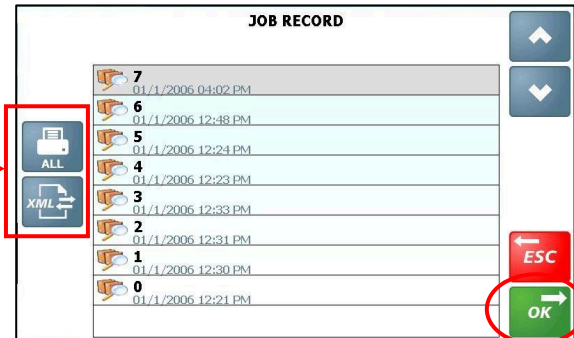 JOB RECORD
7
01/1/2006 04:02 PM
6
01/1/2006 12:48 PM
5
01/1/2006 12:24 PM
4
01/1/2006 12:23 PM
3
01/1/2006 12:33 PM
2
01/1/2006 12:31 PM
1
01/1/2006 12:30 PM
0
01/1/2006 12:21 PM
ALL
XML
ESC
OK